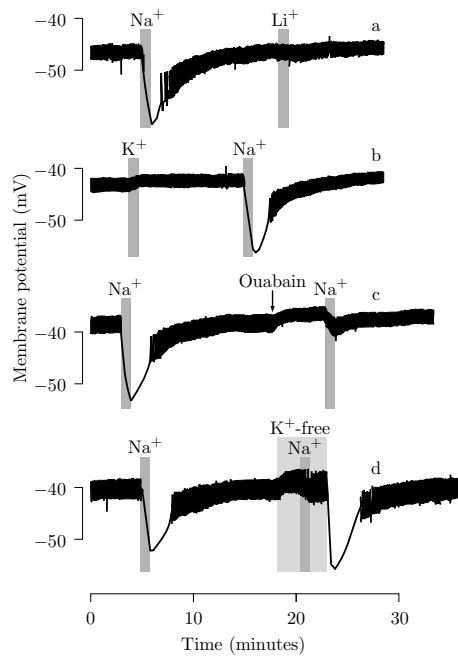 Na⁺ Li⁺
−40 a
−50
K⁺ Na⁺
−40 b
−50
Ouabain
Na⁺ Na⁺
c
−40
−50
K⁺-free
Na⁺ Na⁺
d
−40
−50
Membrane potential (mV)
0 10 20 30
Time (minutes)